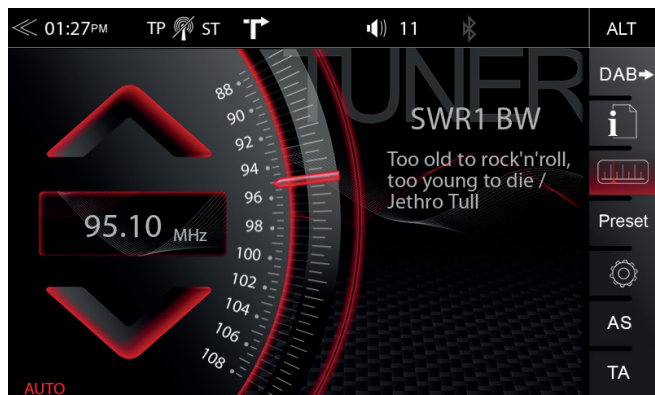 01:27PM TP ST 11 ALT
TUNER
DAB
i
SWR1 BW
Too old to rock'n'roll,
too young to die /
Jethro Tull
88
90
92
94
96
98
100
102
104
106
108
95.10 MHz
Preset
AS
TA
AUTO